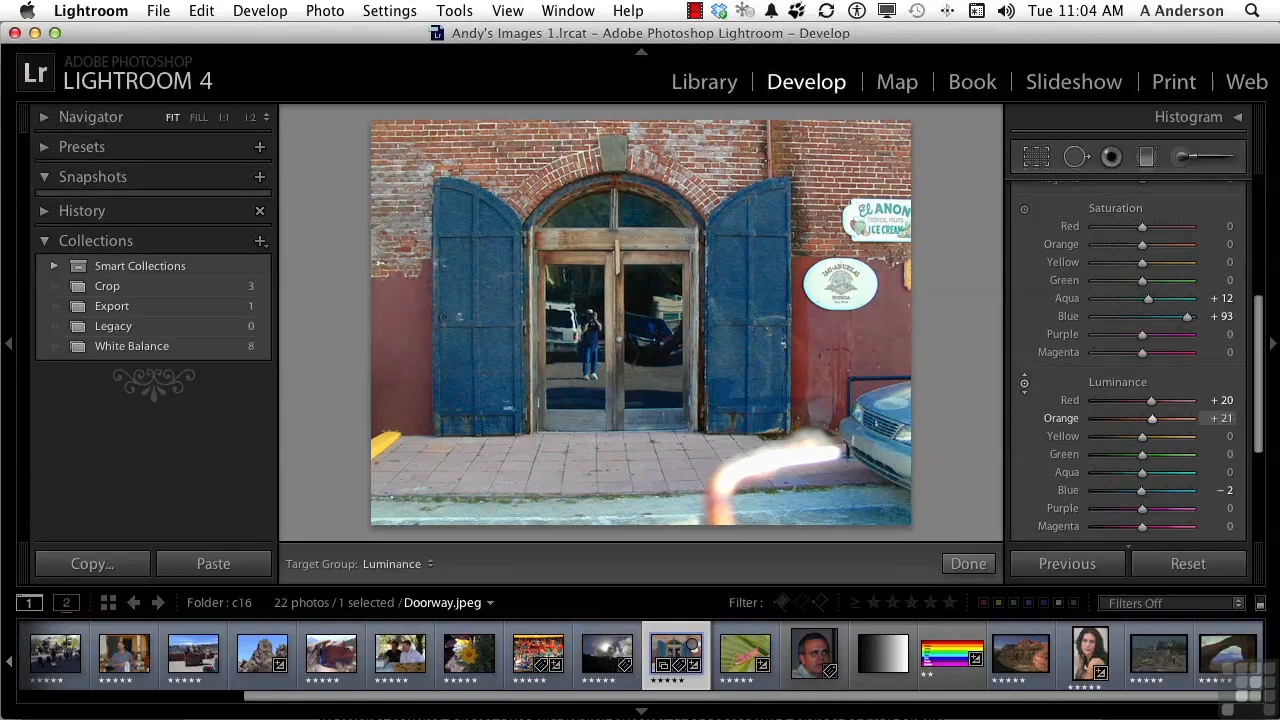 Lightroom File Edit Develop Photo Settings Tools View Window Help Tue 11:04 AM A Anderson
Lr Andy's Images 1.lrcat – Adobe Photoshop Lightroom – Develop
Lr ADOBE PHOTOSHOP
LIGHTROOM 4
Library | Develop | Map | Book | Slideshow | Print | Web
Navigator FIT FILL 1:1 1:2
Presets
Snapshots
History
Collections
Smart Collections
Crop 3
Export 1
Legacy 0
White Balance 8
El ANON
TROPICAL FRUITS
ICE CREAM
BODEGA
Histogram
Magenta
Saturation
Red 0
Orange 0
Yellow 0
Green 0
Aqua + 12
Blue + 93
Purple 0
Magenta 0
Luminance
Red + 20
Orange + 21
Yellow 0
Green 0
Aqua 0
Blue – 2
Purple 0
Magenta 0
Copy... Paste
Target Group: Luminance
Done
Previous Reset
1 2 Folder : c16 22 photos / 1 selected / Doorway.jpeg
Filter : Filters Off